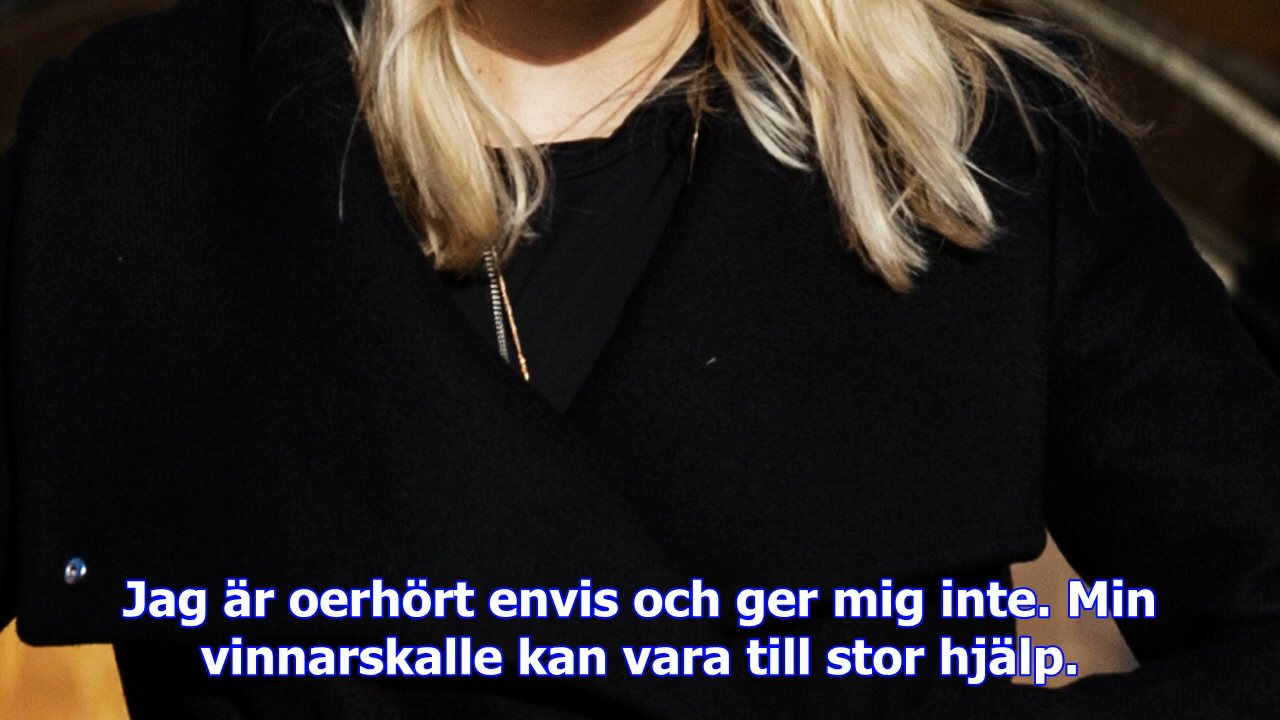 Jag är oerhört envis och ger mig inte. Min
vinnarskalle kan vara till stor hjälp.